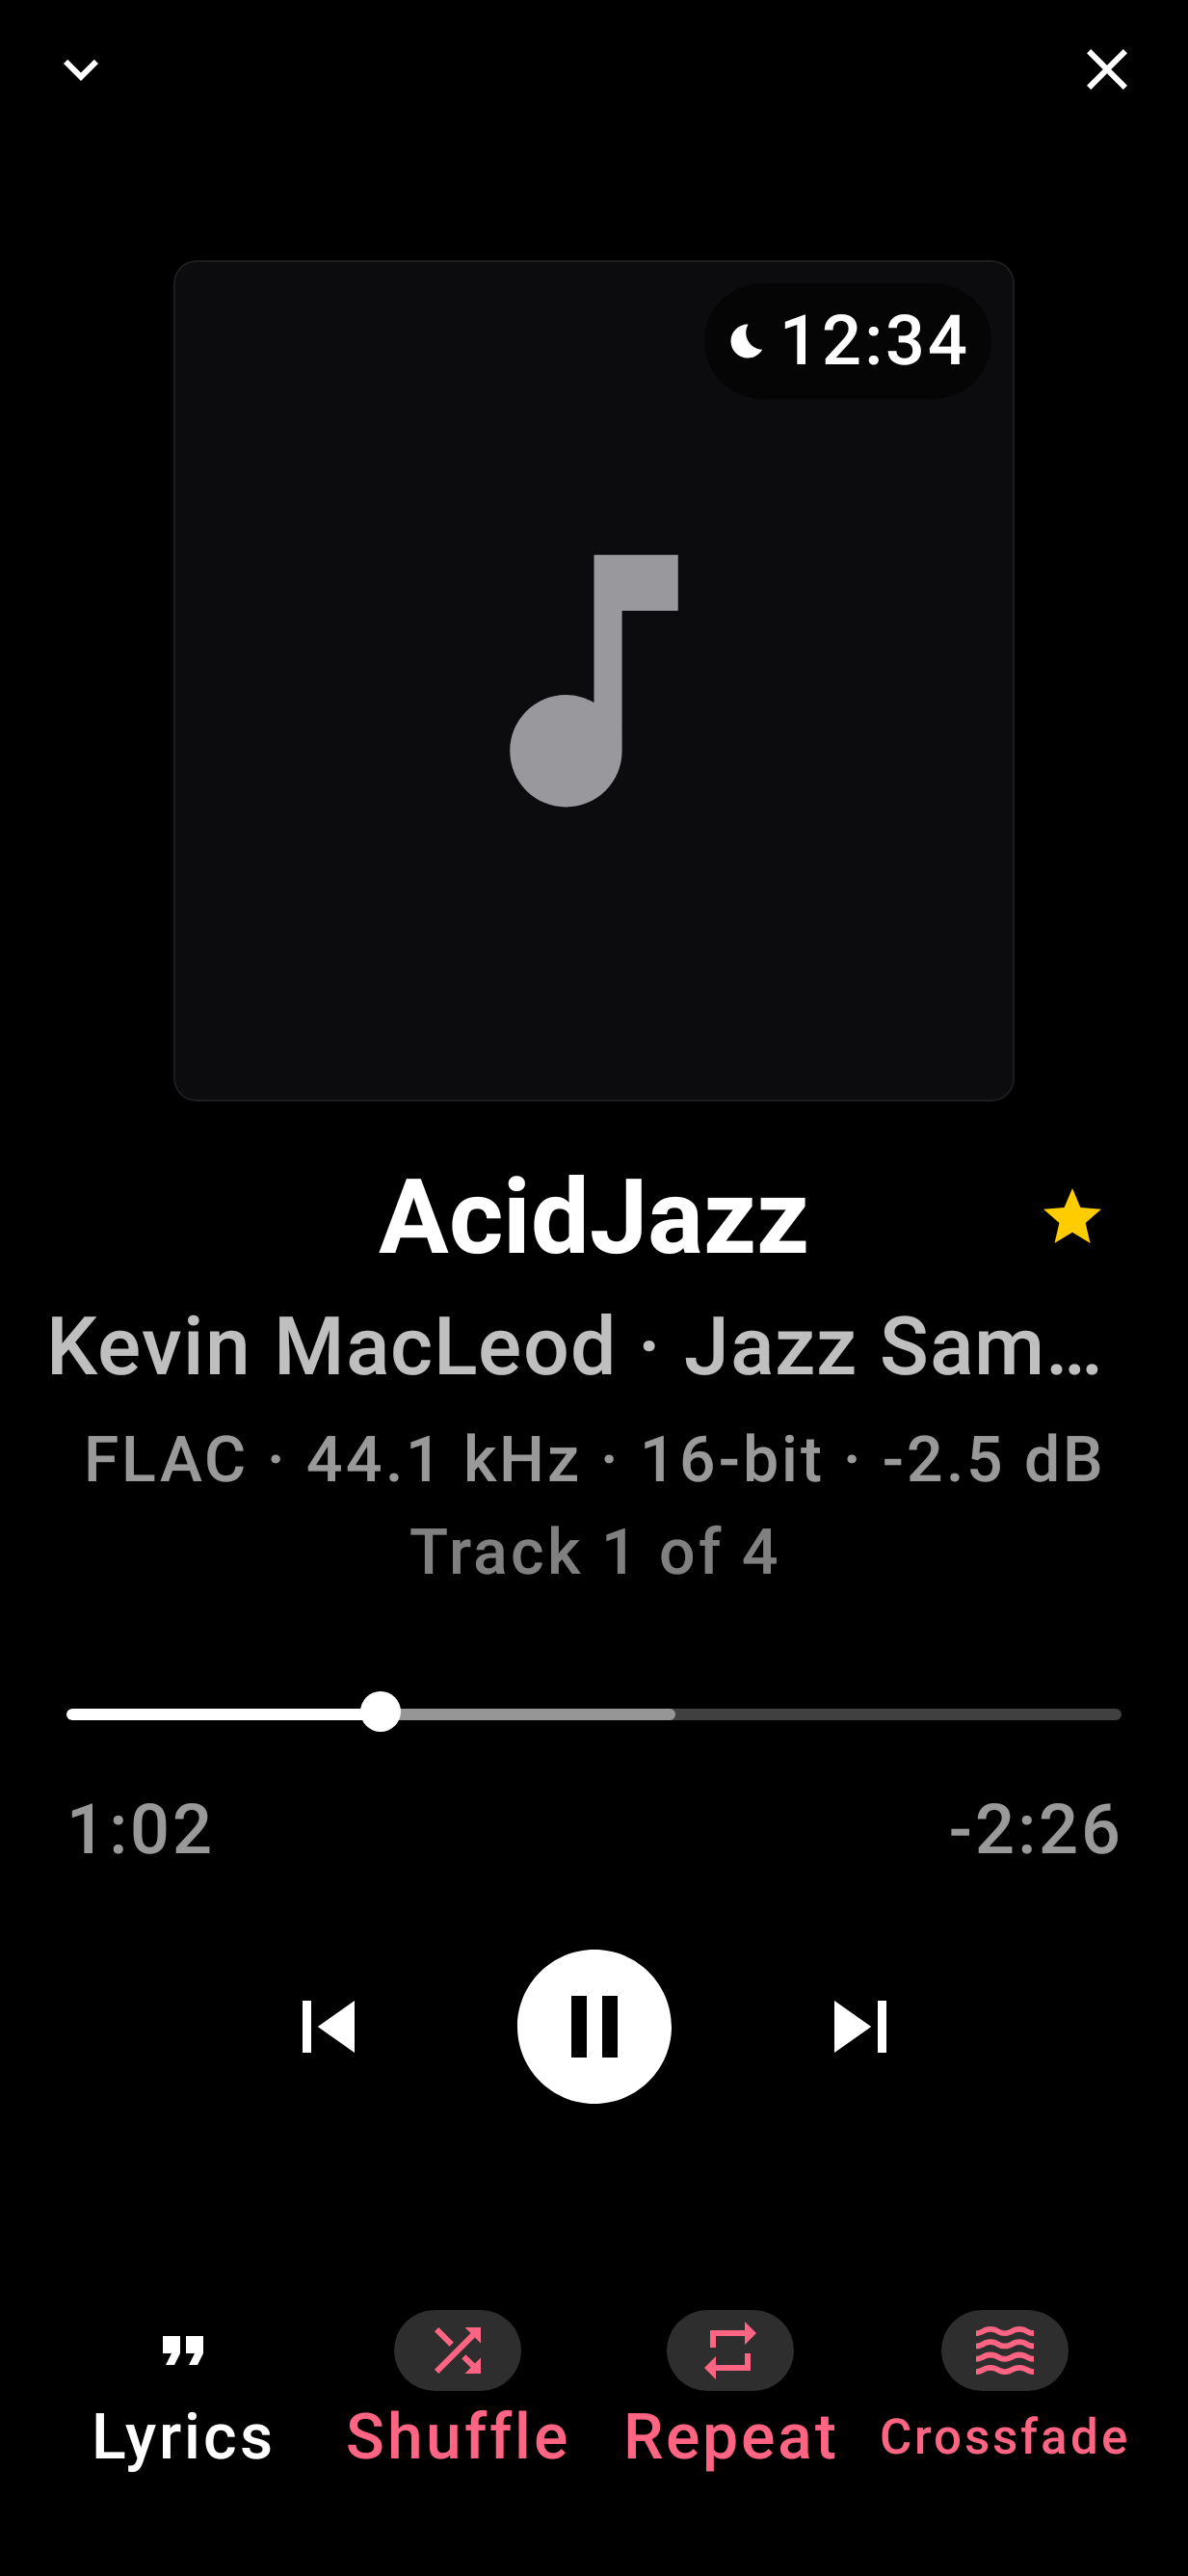 12:34
AcidJazz
Kevin MacLeod · Jazz Sam…
FLAC · 44.1 kHz · 16-bit · -2.5 dB
Track 1 of 4
1:02 -2:26
Lyrics Shuffle Repeat Crossfade